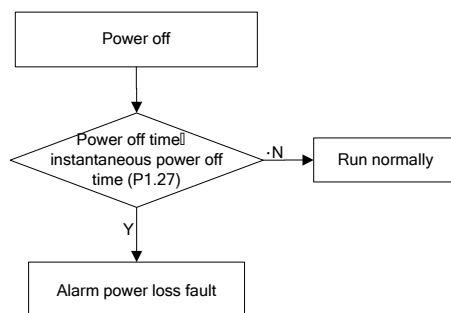 Power off
Power off time
instantaneous power off
time (P1.27)
·N
Run normally
Y
Alarm power loss fault